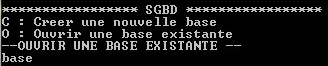 ****************** SGBD ******************
C : Creer une nouvelle base
O : Ouvrir une base existante
--OUVRIR UNE BASE EXISTANTE --
base